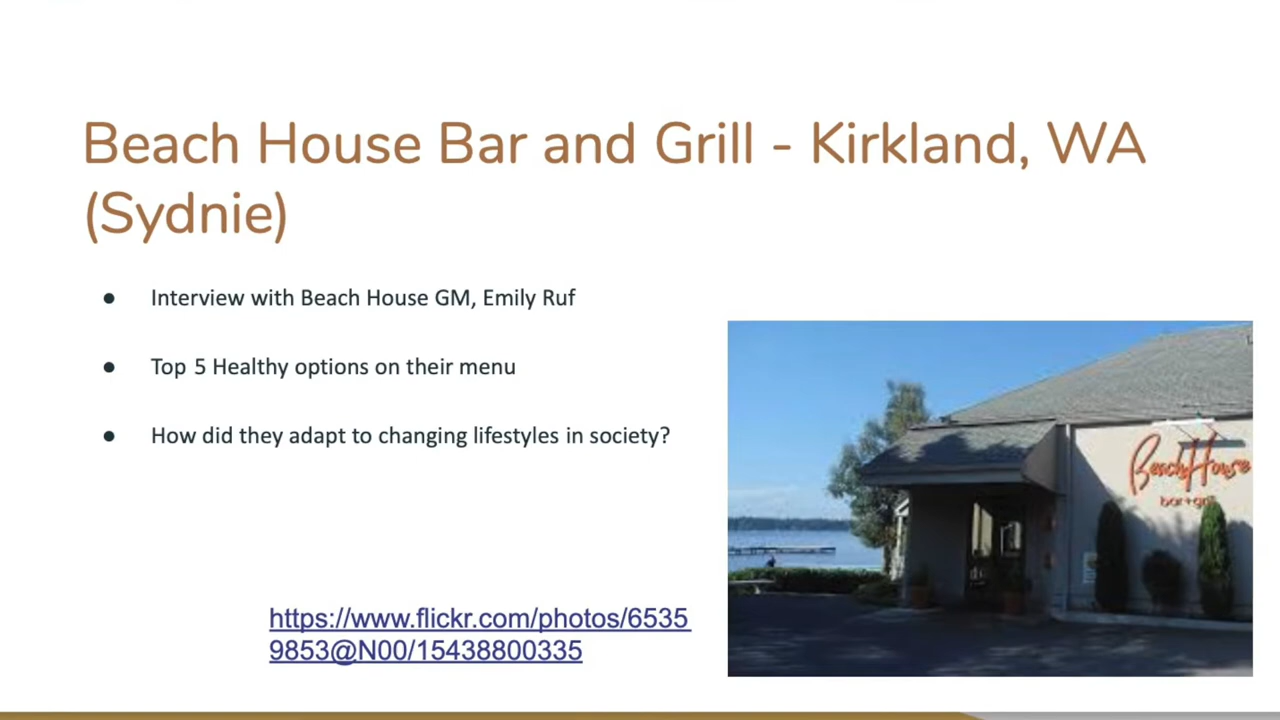 Beach House Bar and Grill - Kirkland, WA
(Sydnie)
● Interview with Beach House GM, Emily Ruf
● Top 5 Healthy options on their menu
● How did they adapt to changing lifestyles in society?
BeachHouse
bar+grill
https://www.flickr.com/photos/6535
9853@N00/15438800335